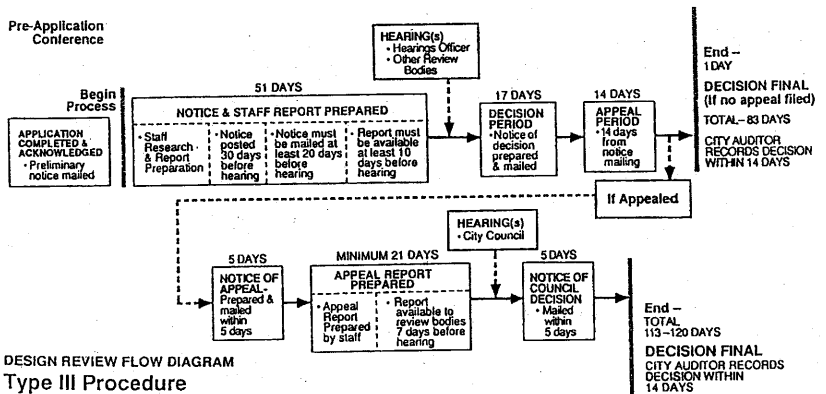 Pre-Application
Conference
Begin
Process
APPLICATION
COMPLETED &
ACKNOWLEDGED
• Preliminary
notice mailed
51 DAYS
NOTICE & STAFF REPORT PREPARED
• Staff
Research
& Report
Preparation
• Notice
posted
30 days
before
hearing
• Notice must
be mailed at
least 20 days
before
hearing
• Report must
be available
at least 10
days before
hearing
HEARING(s)
• Hearings Officer
• Other Review
Bodies
17 DAYS
DECISION
PERIOD
• Notice of
decision
prepared
& mailed
14 DAYS
APPEAL
PERIOD
• 14 days
from
notice
mailing
End –
1 DAY
DECISION FINAL
(If no appeal filed)
TOTAL – 83 DAYS
CITY AUDITOR
RECORDS DECISION
WITHIN 14 DAYS
If Appealed
5 DAYS
NOTICE OF
APPEAL-
Prepared &
mailed
within
5 days
MINIMUM 21 DAYS
APPEAL REPORT
PREPARED
• Appeal
Report
Prepared
by staff
• Report
available to
review bodies
7 days before
hearing
HEARING(s)
• City Council
5 DAYS
NOTICE OF
COUNCIL
DECISION
• Mailed
within
5 days
End –
TOTAL
113–120 DAYS
DECISION FINAL
CITY AUDITOR RECORDS
DECISION WITHIN
14 DAYS
DESIGN REVIEW FLOW DIAGRAM
Type III Procedure